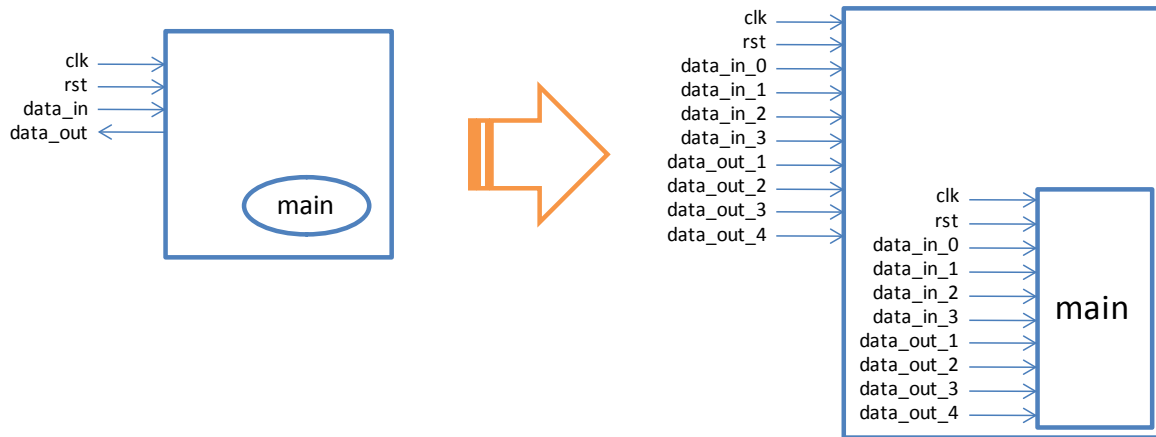 clk
rst
data_in
data_out
main
clk
rst
data_in_0
data_in_1
data_in_2
data_in_3
data_out_1
data_out_2
data_out_3
data_out_4
clk
rst
data_in_0
data_in_1
data_in_2
data_in_3
data_out_1
data_out_2
data_out_3
data_out_4
main